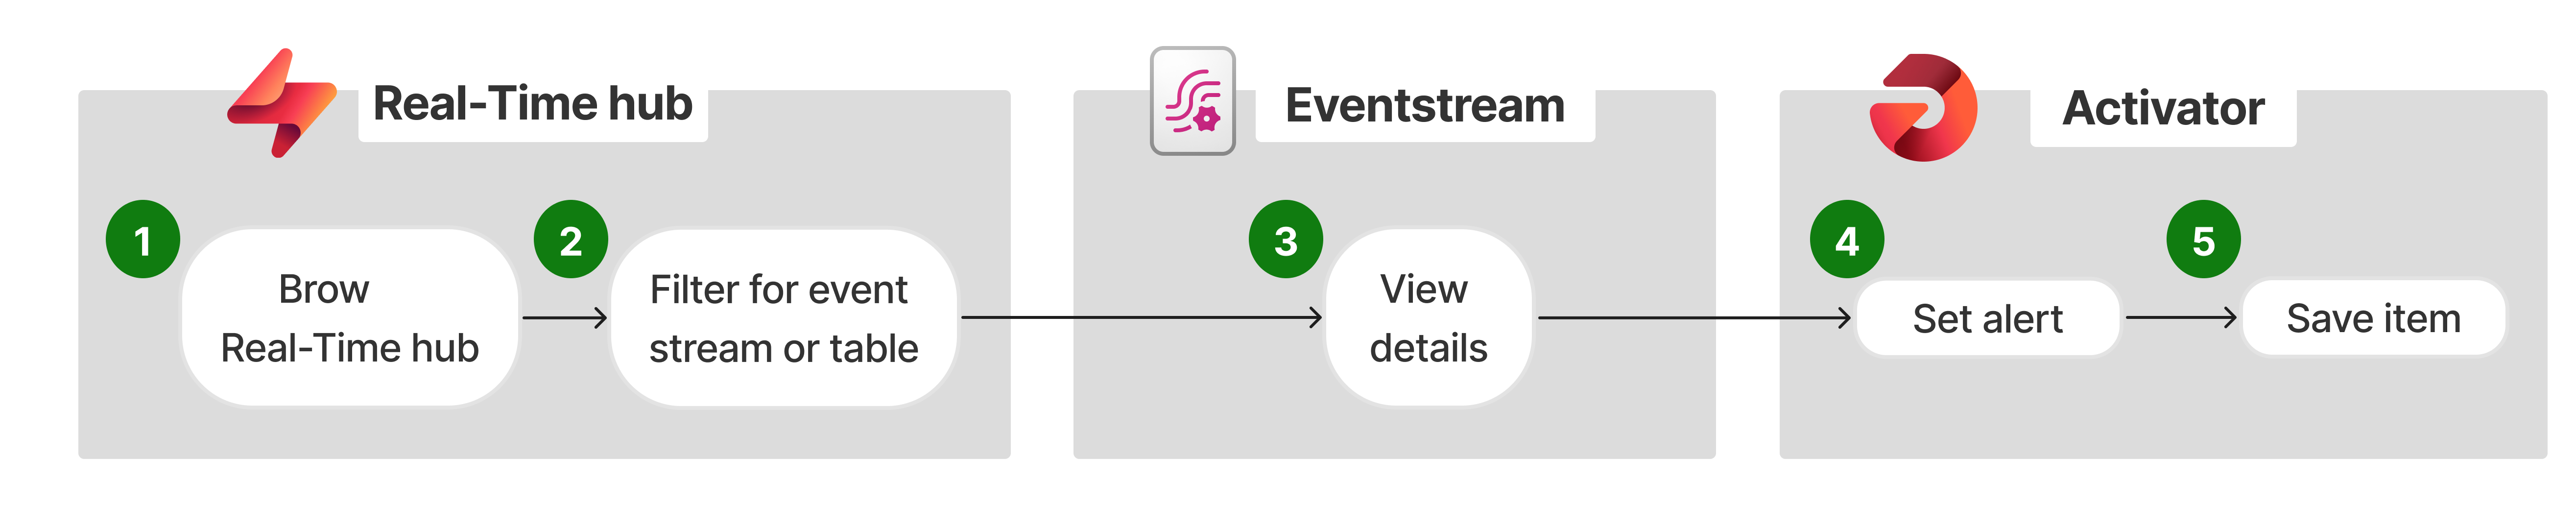 Real-Time hub
1
Brow
Real-Time hub
2
Filter for event
stream or table
Eventstream
3
View
details
Activator
4
Set alert
5
Save item